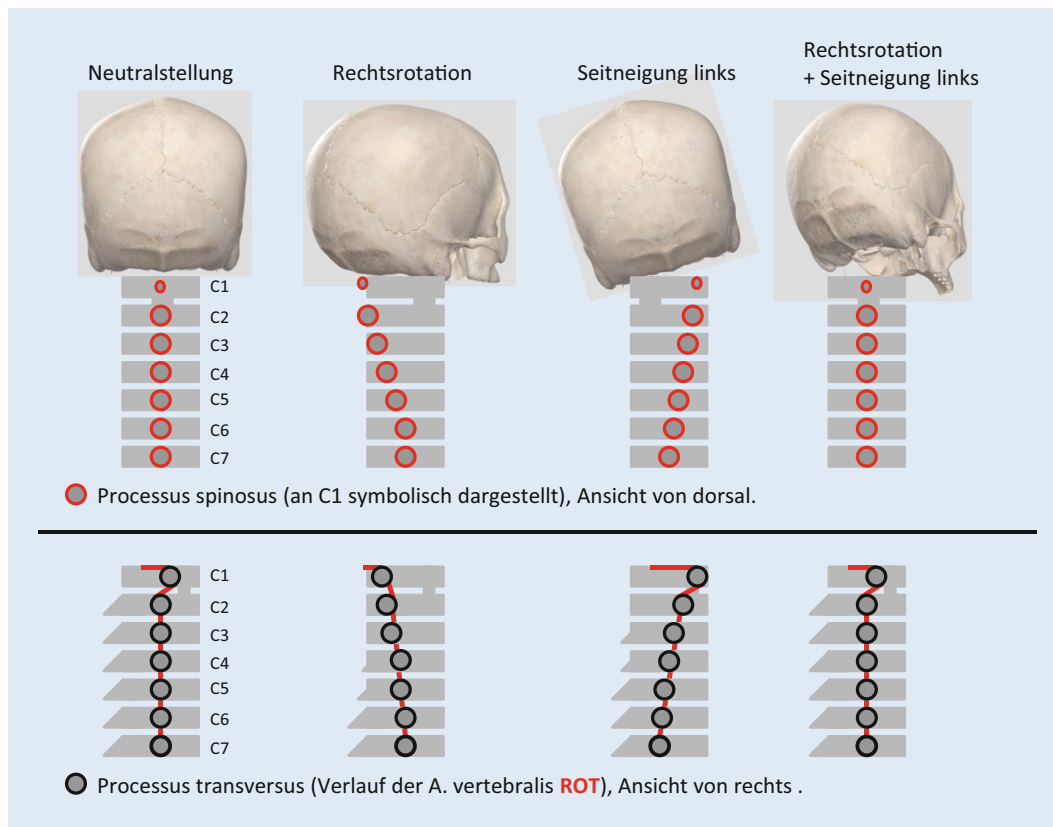 Neutralstellung
Rechtsrotation
Seitneigung links
Rechtsrotation
+ Seitneigung links
C1
C2
C3
C4
C5
C6
C7
Processus spinosus (an C1 symbolisch dargestellt), Ansicht von dorsal.
C1
C2
C3
C4
C5
C6
C7
Processus transversus (Verlauf der A. vertebralis ROT), Ansicht von rechts .